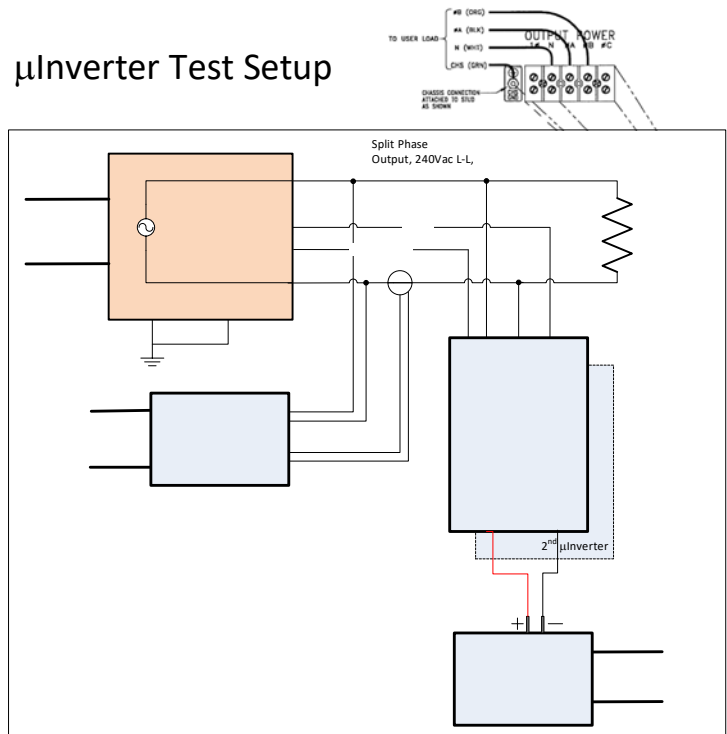 μInverter Test Setup
TO USER LOAD
#B (ORG)
#A (BLK)
N (WHT)
CHS (GRN)
OUTPUT POWER
N #A #B #C
CHASSIS CONNECTION
ATTACHED TO STUD
AS SHOWN
Split Phase
Output, 240Vac L-L,
2nd μInverter
+ −